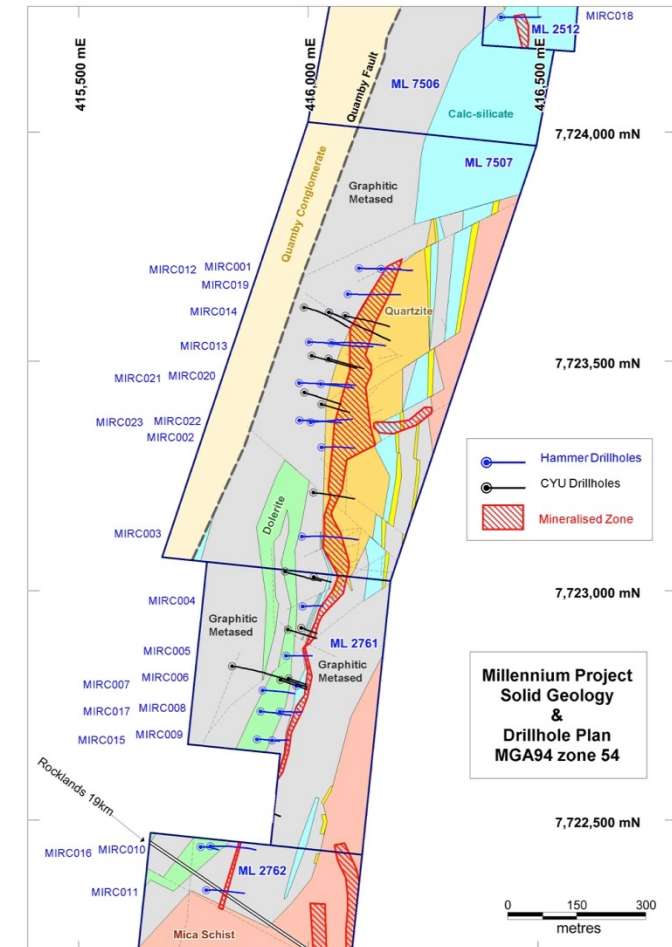 MIRC018
415,500 mE
416,000 mE
416,500 mE
ML 2512
Quamby Fault
ML 7506
Calc-silicate
7,724,000 mN
ML 7507
Graphitic
Metased
Quamby Conglomerate
MIRC012 MIRC001
MIRC019
MIRC014
Quartzite
MIRC013
7,723,500 mN
MIRC021 MIRC020
MIRC023 MIRC022
MIRC002
Hammer Drillholes
CYU Drillholes
Mineralised Zone
Dolerite
MIRC003
7,723,000 mN
MIRC004
Graphitic
Metased
ML 2761
MIRC005
Graphitic
Metased
MIRC007 MIRC006
MIRC017 MIRC008
MIRC015 MIRC009
Millennium Project
Solid Geology
&
Drillhole Plan
MGA94 zone 54
Rocklands 19km
7,722,500 mN
MIRC016 MIRC010
ML 2762
MIRC011
Mica Schist
0 150 300
metres